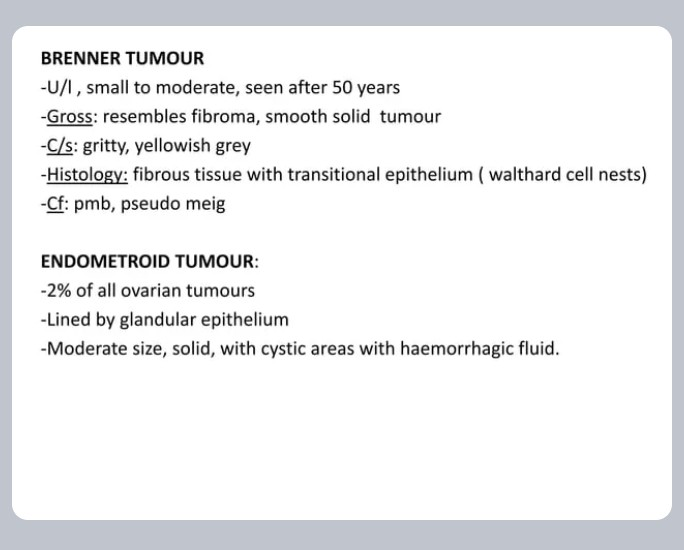 BRENNER TUMOUR
-U/l , small to moderate, seen after 50 years
-Gross: resembles fibroma, smooth solid  tumour
-C/s: gritty, yellowish grey
-Histology: fibrous tissue with transitional epithelium ( walthard cell nests)
-Cf: pmb, pseudo meig
ENDOMETROID TUMOUR:
-2% of all ovarian tumours
-Lined by glandular epithelium
-Moderate size, solid, with cystic areas with haemorrhagic fluid.